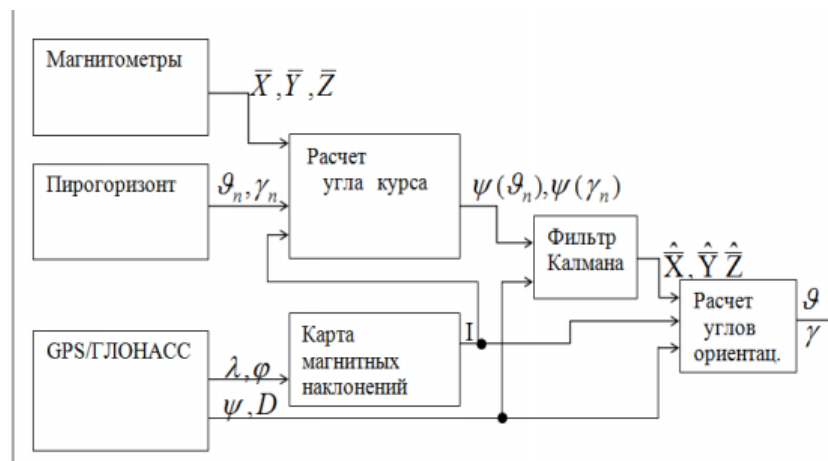 Магнитометры
X̅ ,Y̅ ,Z̅
Пирогоризонт
ϑₙ,γₙ
Расчет
угла курса
ψ(ϑₙ),ψ(γₙ)
Фильтр
Калмана
X̂̅, Ŷ̅ Ẑ̅
Расчет
углов
ориентац.
ϑ
γ
GPS/ГЛОНАСС
λ,φ
ψ,D
Карта
магнитных
наклонений
I